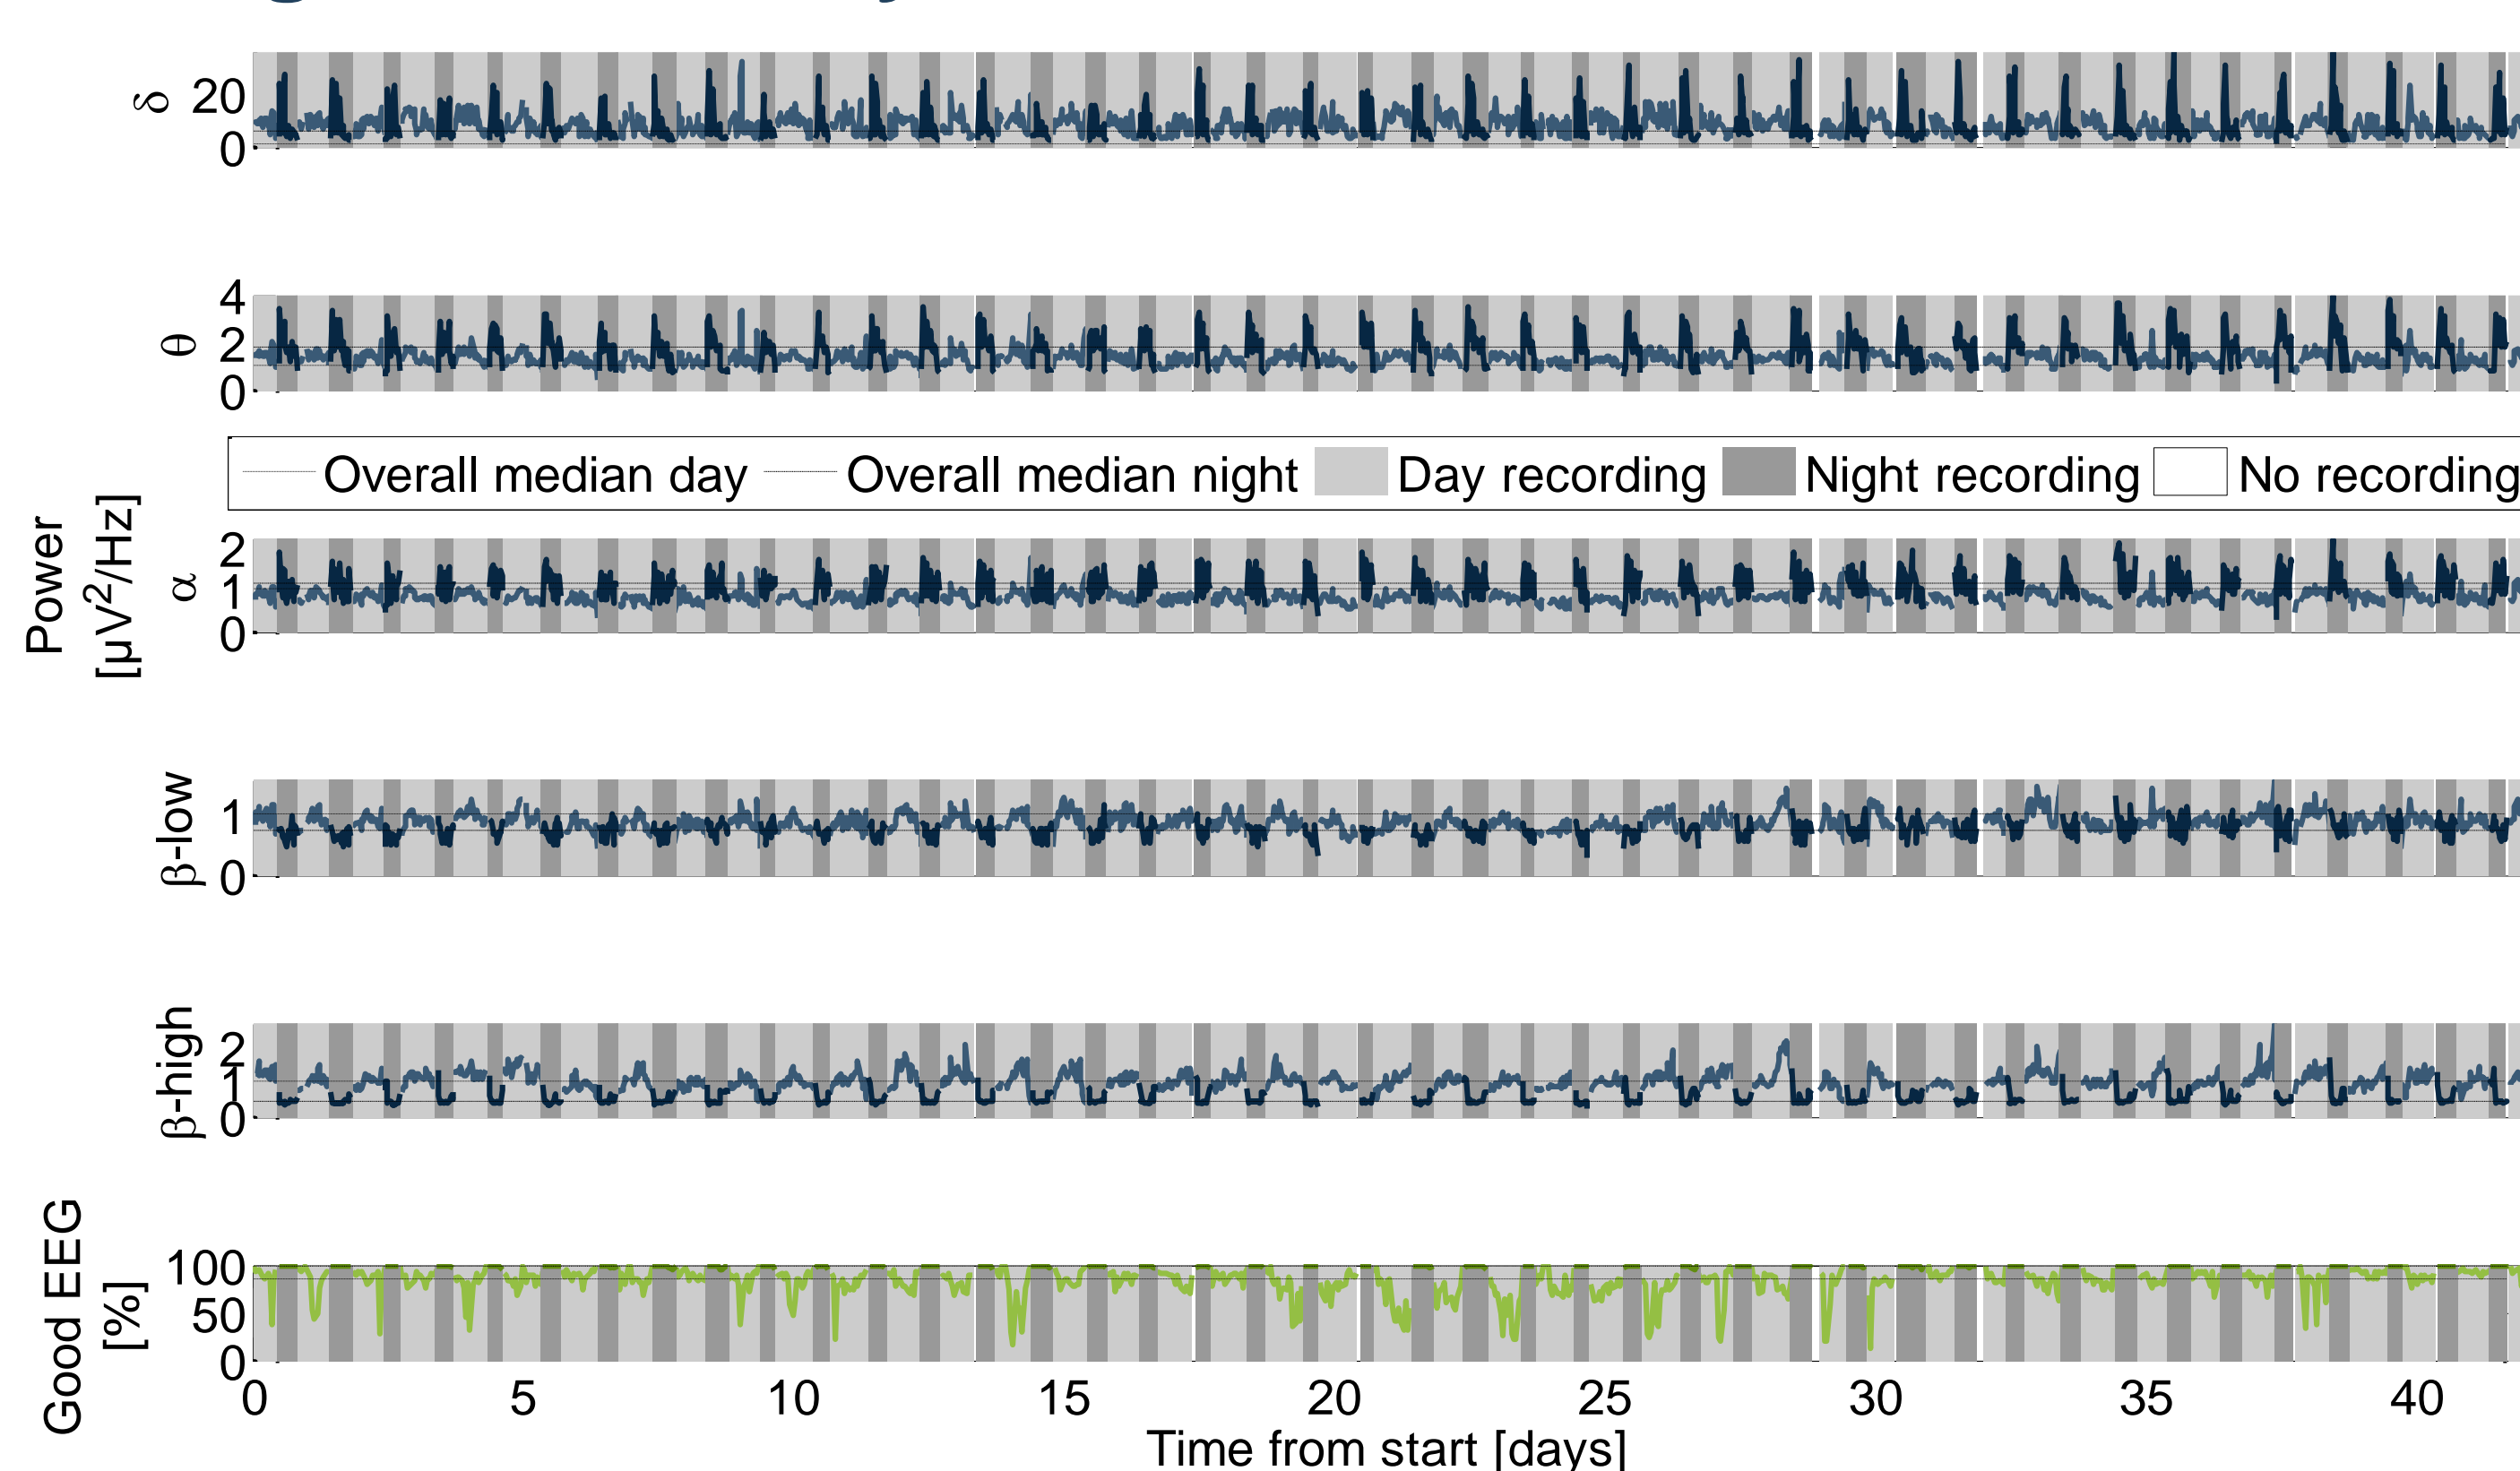 δ
20
0
θ
4
2
0
Overall median day
Overall median night
Day recording
Night recording
No recording
Power
[µV²/Hz]
α
2
1
0
β-low
1
0
β-high
2
1
0
Good EEG
[%]
100
50
0
0 5 10 15 20 25 30 35 40
Time from start [days]